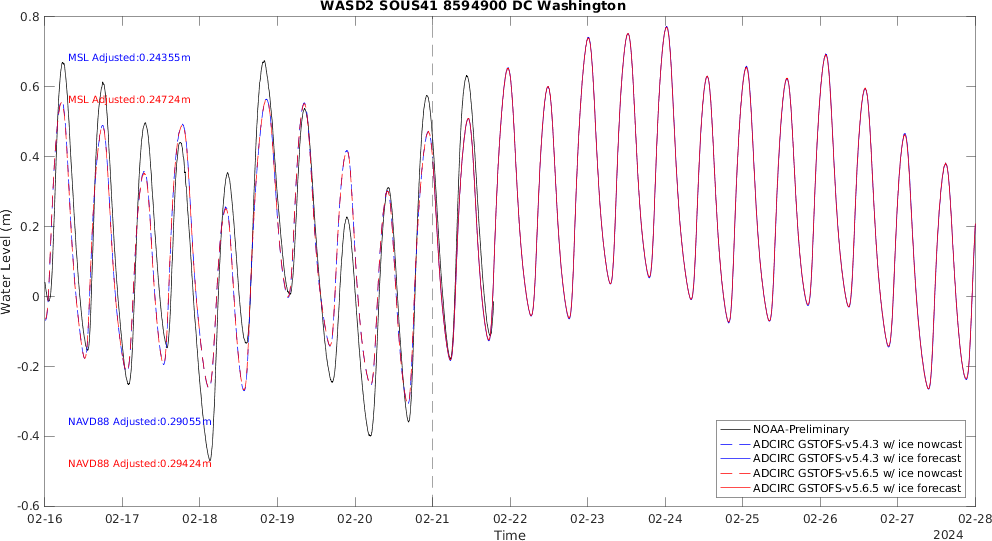 WASD2 SOUS41 8594900 DC Washington
0.8
0.6
0.4
0.2
0
-0.2
-0.4
-0.6
Water Level (m)
MSL Adjusted:0.24355m
MSL Adjusted:0.24724m
NAVD88 Adjusted:0.29055m
NAVD88 Adjusted:0.29424m
NOAA-Preliminary
ADCIRC GSTOFS-v5.4.3 w/ ice nowcast
ADCIRC GSTOFS-v5.4.3 w/ ice forecast
ADCIRC GSTOFS-v5.6.5 w/ ice nowcast
ADCIRC GSTOFS-v5.6.5 w/ ice forecast
02-16 02-17 02-18 02-19 02-20 02-21 02-22 02-23 02-24 02-25 02-26 02-27 02-28
Time
2024